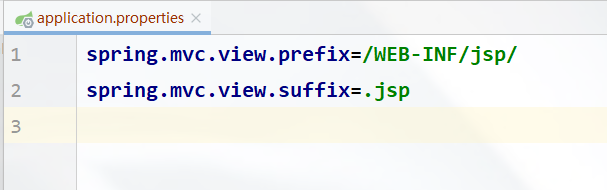 application.properties
1 spring.mvc.view.prefix=/WEB-INF/jsp/
2 spring.mvc.view.suffix=.jsp
3